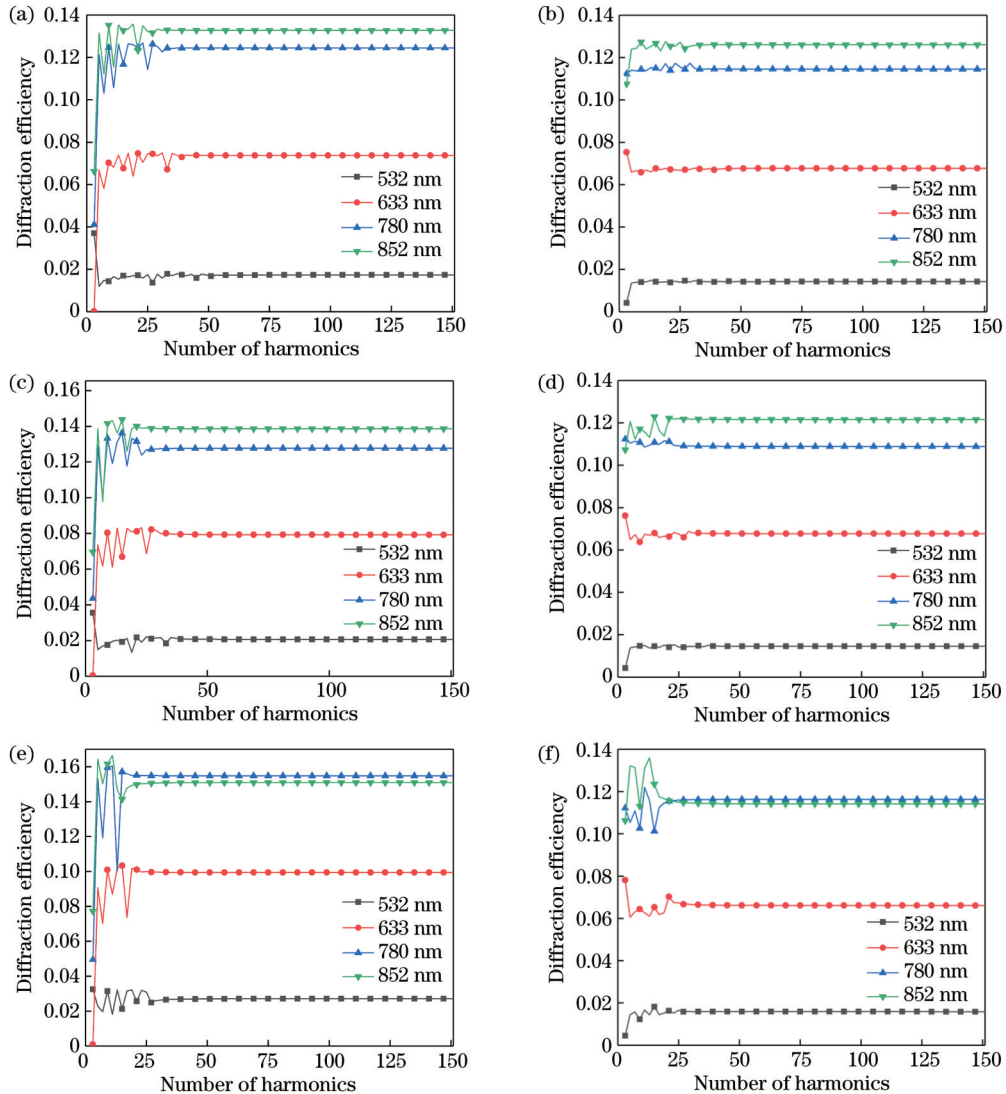 (a)
0.14
0.12
0.10
0.08
0.06
0.04
0.02
0
Diffraction efficiency
532 nm
633 nm
780 nm
852 nm
0 25 50 75 100 125 150
Number of harmonics
(b)
0.14
0.12
0.10
0.08
0.06
0.04
0.02
0
Diffraction efficiency
532 nm
633 nm
780 nm
852 nm
0 25 50 75 100 125 150
Number of harmonics
(c)
0.16
0.14
0.12
0.10
0.08
0.06
0.04
0.02
0
Diffraction efficiency
532 nm
633 nm
780 nm
852 nm
0 50 100 150
Number of harmonics
(d)
0.14
0.12
0.10
0.08
0.06
0.04
0.02
0
Diffraction efficiency
532 nm
633 nm
780 nm
852 nm
0 25 50 75 100 125 150
Number of harmonics
(e)
0.16
0.14
0.12
0.10
0.08
0.06
0.04
0.02
0
Diffraction efficiency
532 nm
633 nm
780 nm
852 nm
0 25 50 75 100 125 150
Number of harmonics
(f)
0.14
0.12
0.10
0.08
0.06
0.04
0.02
0
Diffraction efficiency
532 nm
633 nm
780 nm
852 nm
0 25 50 75 100 125 150
Number of harmonics